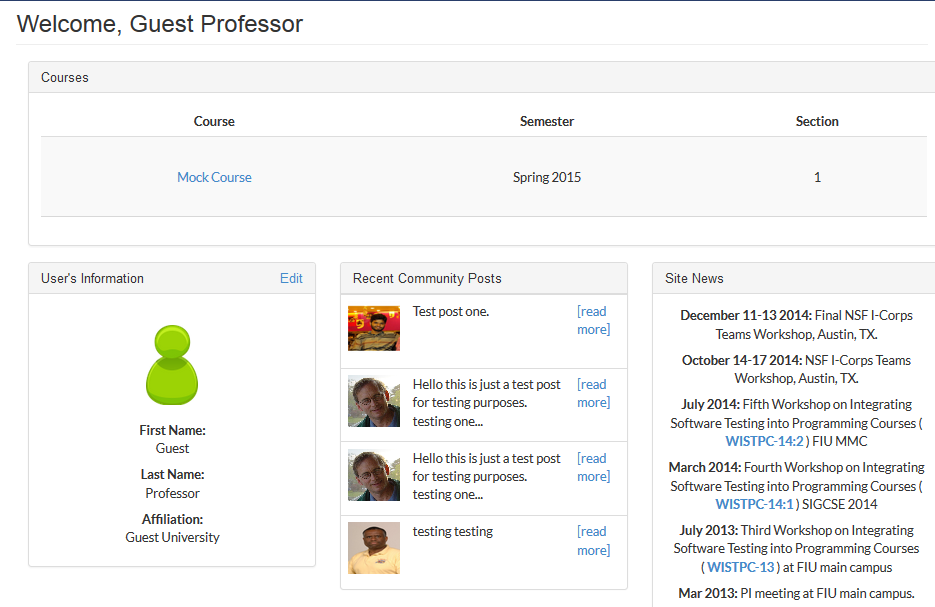 Welcome, Guest Professor
Courses
Course Semester Section
Mock Course Spring 2015 1
User's Information Edit
First Name:
Guest
Last Name:
Professor
Affiliation:
Guest University
Recent Community Posts
Test post one. [read
more]
Hello this is just a test post [read
for testing purposes. more]
testing one...
Hello this is just a test post [read
for testing purposes. more]
testing one...
testing testing [read
more]
Site News
December 11-13 2014: Final NSF I-Corps
Teams Workshop, Austin, TX.
October 14-17 2014: NSF I-Corps Teams
Workshop, Austin, TX.
July 2014: Fifth Workshop on Integrating
Software Testing into Programming Courses (
WISTPC-14:2 ) FIU MMC
March 2014: Fourth Workshop on Integrating
Software Testing into Programming Courses (
WISTPC-14:1 ) SIGCSE 2014
July 2013: Third Workshop on Integrating
Software Testing into Programming Courses
( WISTPC-13 ) at FIU main campus
Mar 2013: PI meeting at FIU main campus.